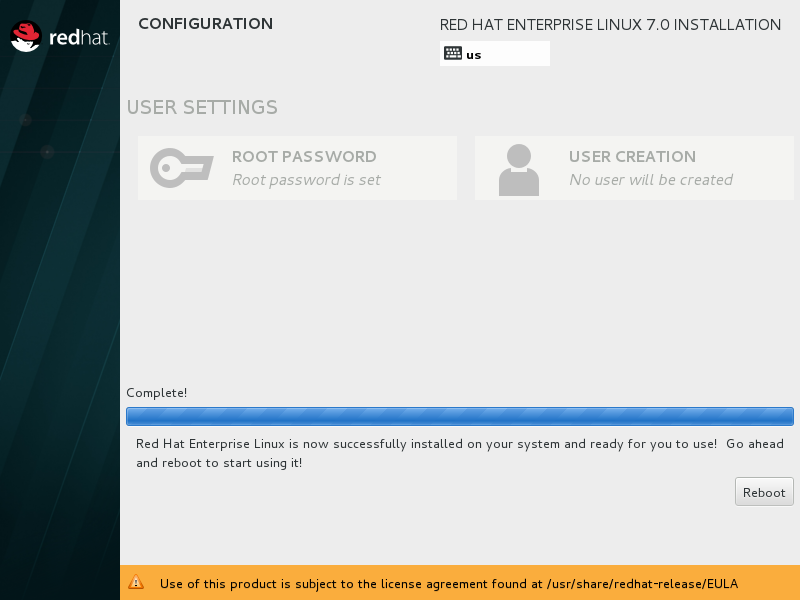 redhat.
CONFIGURATION
RED HAT ENTERPRISE LINUX 7.0 INSTALLATION
us
USER SETTINGS
ROOT PASSWORD
Root password is set
USER CREATION
No user will be created
Complete!
Red Hat Enterprise Linux is now successfully installed on your system and ready for you to use!  Go ahead
and reboot to start using it!
Reboot
Use of this product is subject to the license agreement found at /usr/share/redhat-release/EULA